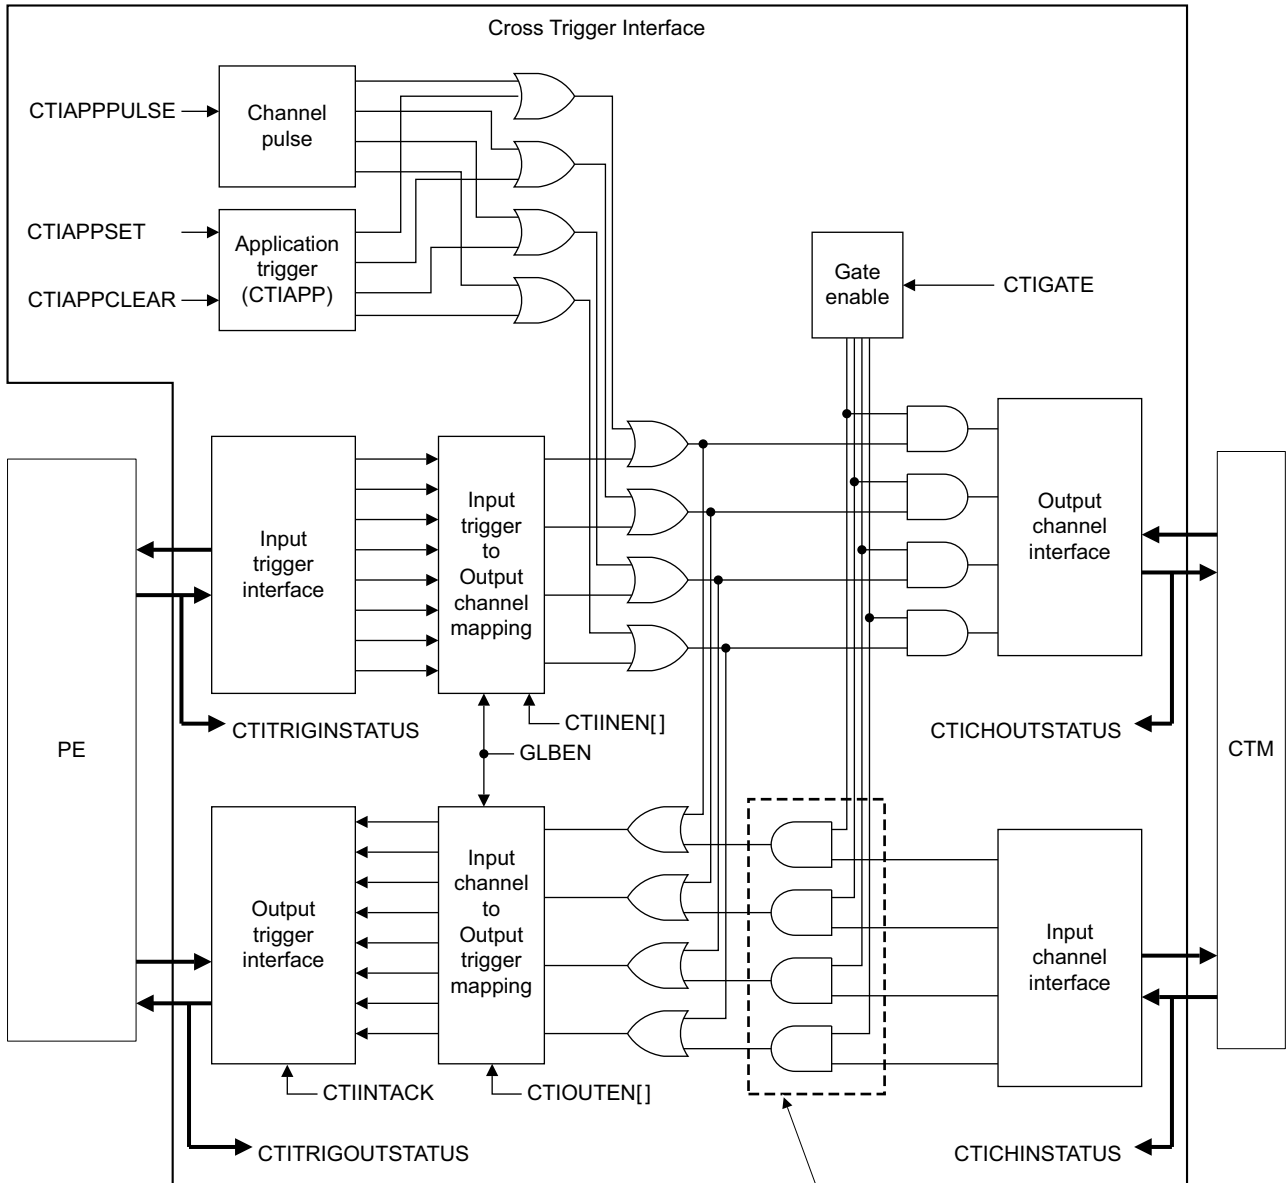 Cross Trigger Interface
CTIAPPPULSE
Channel
pulse
CTIAPPSET
CTIAPPCLEAR
Application
trigger
(CTIAPP)
Gate
enable
CTIGATE
PE
Input
trigger
interface
Input
trigger
to
Output
channel
mapping
Output
channel
interface
CTM
CTITRIGINSTATUS
CTIINEN[]
GLBEN
CTICHOUTSTATUS
Output
trigger
interface
Input
channel
to
Output
trigger
mapping
Input
channel
interface
CTIINTACK
CTIOUTEN[]
CTITRIGOUTSTATUS
CTICHINSTATUS